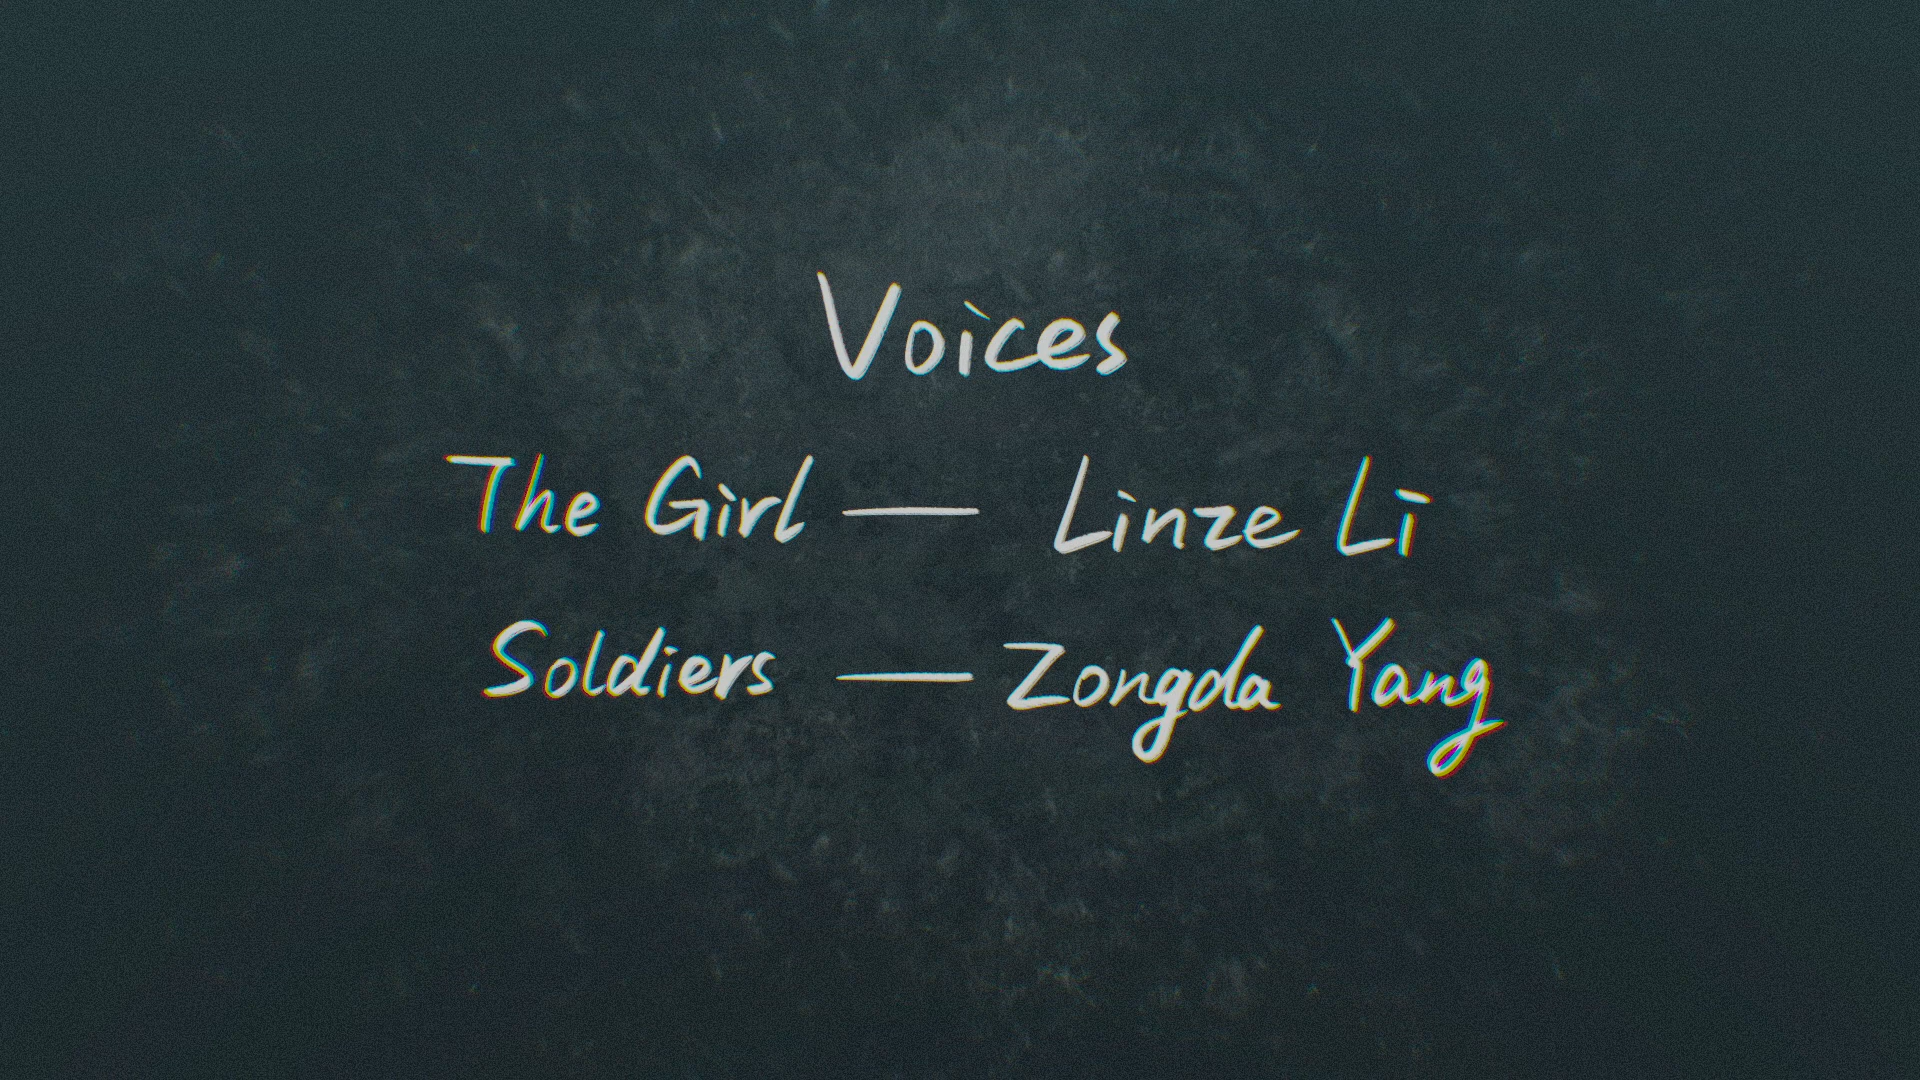 Voices
The Girl — Linze Li
Soldiers — Zongda Yang